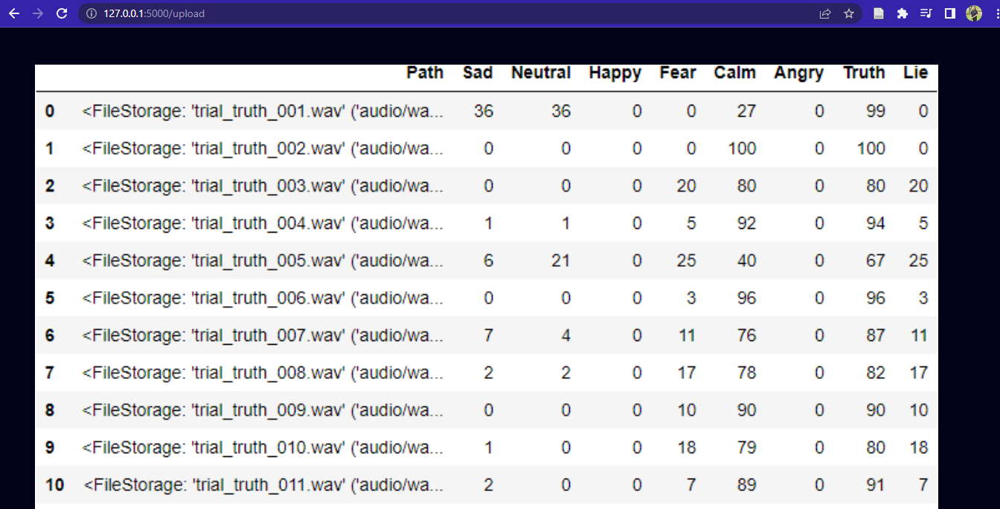 127.0.0.1:5000/upload
Path Sad Neutral Happy Fear Calm Angry Truth Lie
0 <FileStorage: 'trial_truth_001.wav' ('audio/wa... 36 36 0 0 27 0 99 0
1 <FileStorage: 'trial_truth_002.wav' ('audio/wa... 0 0 0 0 100 0 100 0
2 <FileStorage: 'trial_truth_003.wav' ('audio/wa... 0 0 0 20 80 0 80 20
3 <FileStorage: 'trial_truth_004.wav' ('audio/wa... 1 1 0 5 92 0 94 5
4 <FileStorage: 'trial_truth_005.wav' ('audio/wa... 6 21 0 25 40 0 67 25
5 <FileStorage: 'trial_truth_006.wav' ('audio/wa... 0 0 0 3 96 0 96 3
6 <FileStorage: 'trial_truth_007.wav' ('audio/wa... 7 4 0 11 76 0 87 11
7 <FileStorage: 'trial_truth_008.wav' ('audio/wa... 2 2 0 17 78 0 82 17
8 <FileStorage: 'trial_truth_009.wav' ('audio/wa... 0 0 0 10 90 0 90 10
9 <FileStorage: 'trial_truth_010.wav' ('audio/wa... 1 0 0 18 79 0 80 18
10 <FileStorage: 'trial_truth_011.wav' ('audio/wa... 2 0 0 7 89 0 91 7